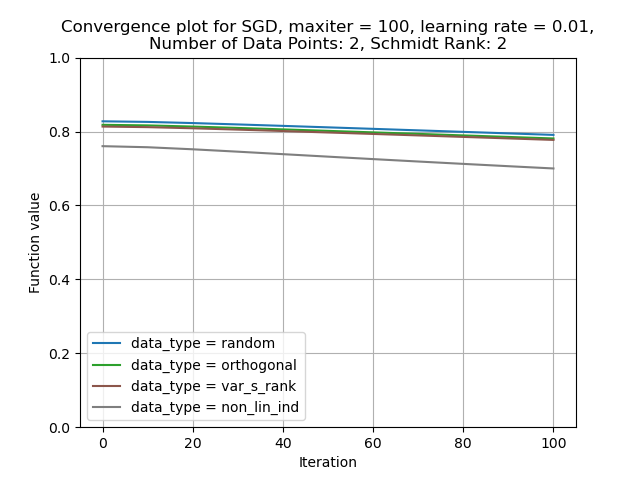 Convergence plot for SGD, maxiter = 100, learning rate = 0.01,
Number of Data Points: 2, Schmidt Rank: 2
1.0
0.8
0.6
0.4
0.2
0.0
Function value
data_type = random
data_type = orthogonal
data_type = var_s_rank
data_type = non_lin_ind
0 20 40 60 80 100
Iteration